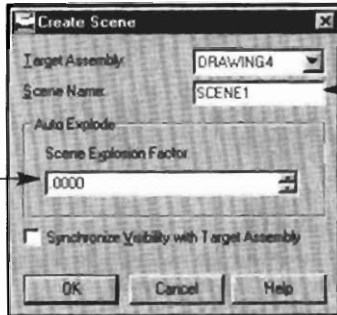 Create Scene
Target Assembly: DRAWING4
Scene Name: SCENE1
Auto Explode
Scene Explosion Factor
.0000
Synchronize Visibility with Target Assembly
OK Cancel Help